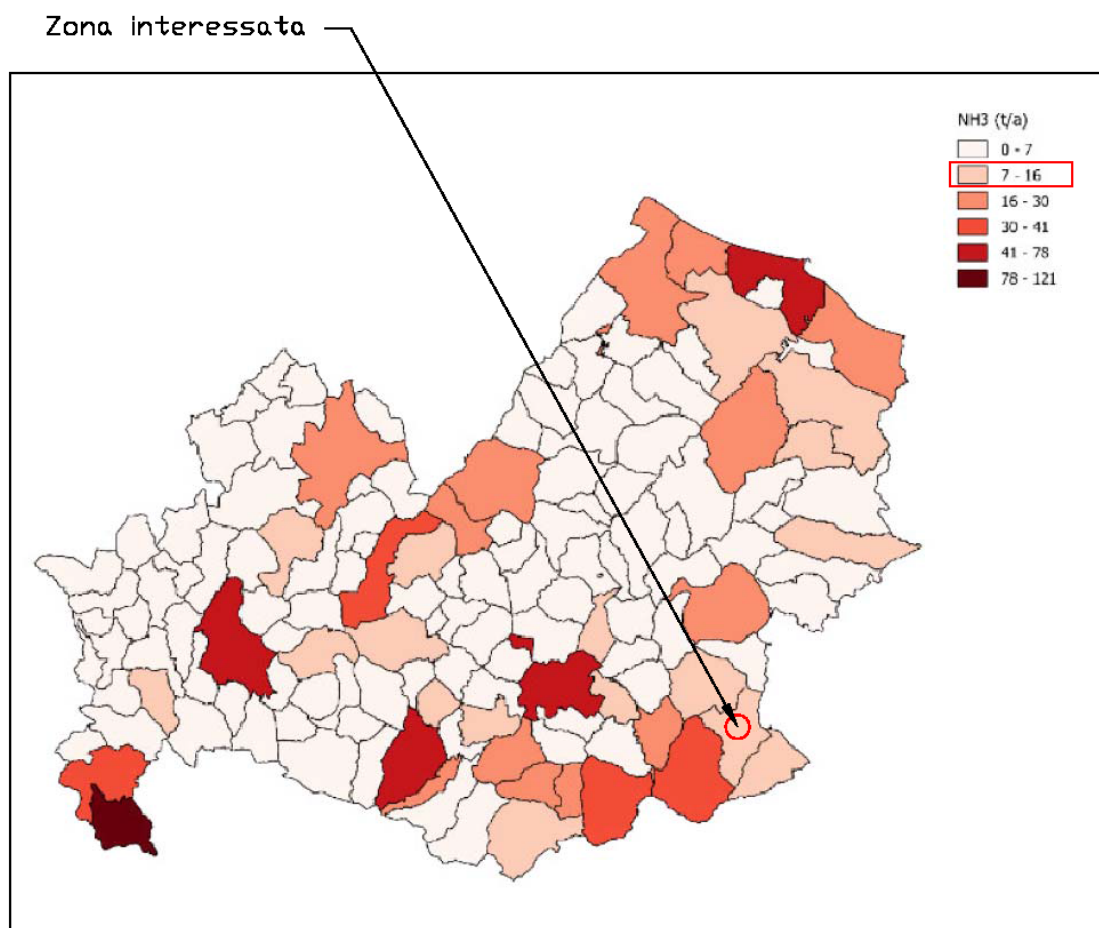 Zona interessata
NH3 (t/a)
0 - 7
7 - 16
16 - 30
30 - 41
41 - 78
78 - 121